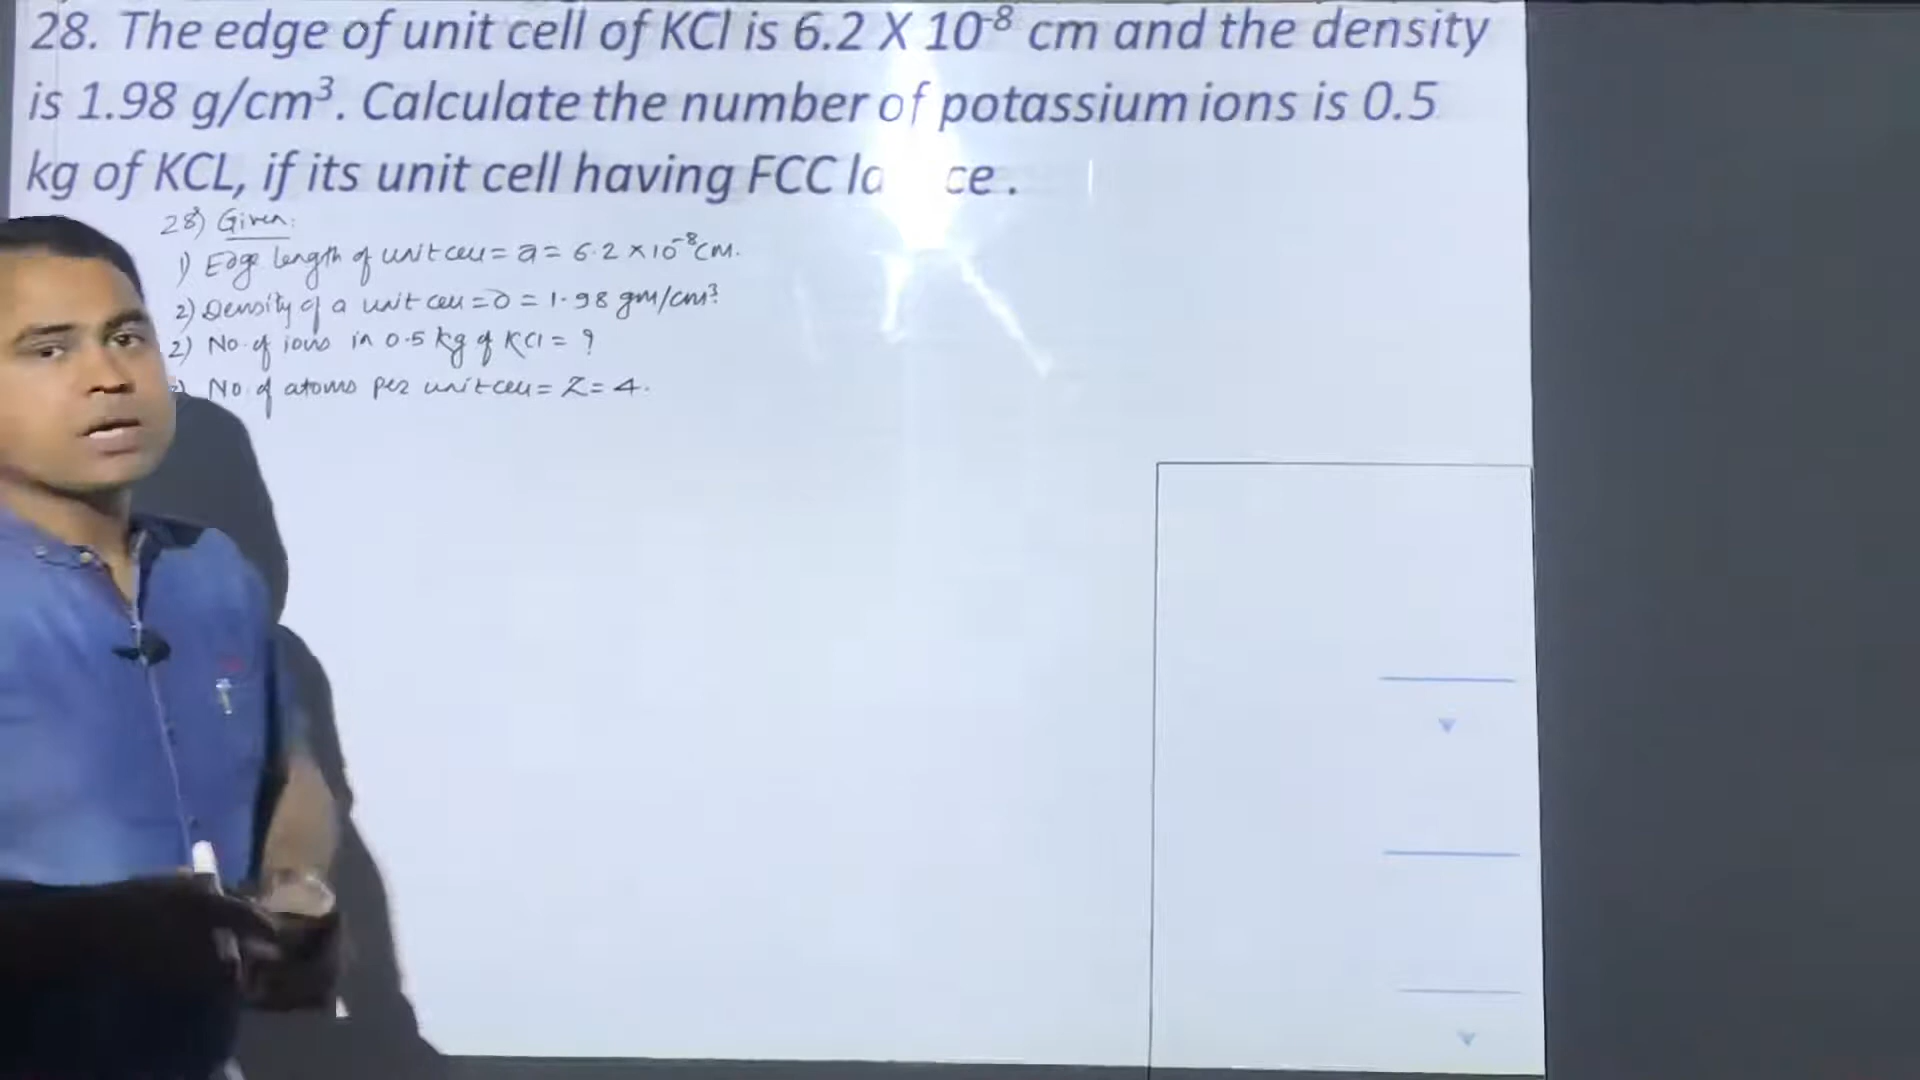 28. The edge of unit cell of KCl is 6.2 X 10⁻⁸ cm and the density
is 1.98 g/cm³. Calculate the number of potassium ions is 0.5
kg of KCL, if its unit cell having FCC la ce .
28) Given:
1) Edge length of unit cell = a = 6.2 × 10⁻⁸ cm.
2) Density of a unit cell = = 1.98 gm/cm³
2) No. of ions in 0.5 kg of KCl = ?
No. of atoms per unit cell = Z = 4.